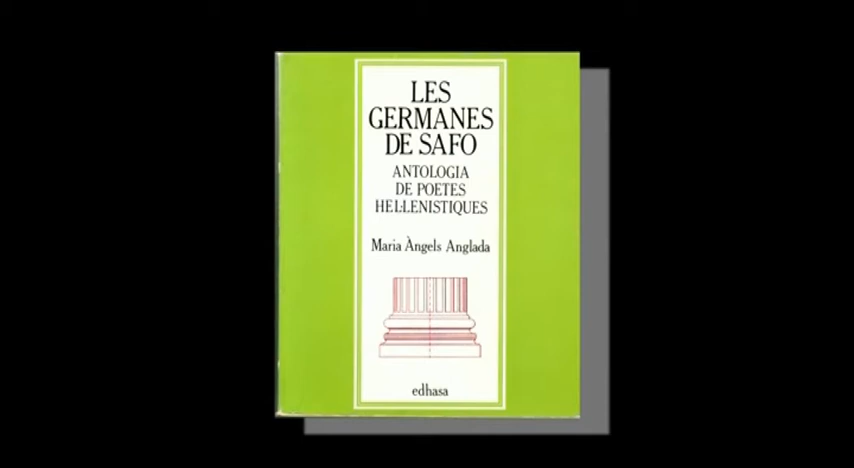 LES
GERMANES
DE SAFO
ANTOLOGIA
DE POETES
HEL·LENISTIQUES
Maria Àngels Anglada
edhasa